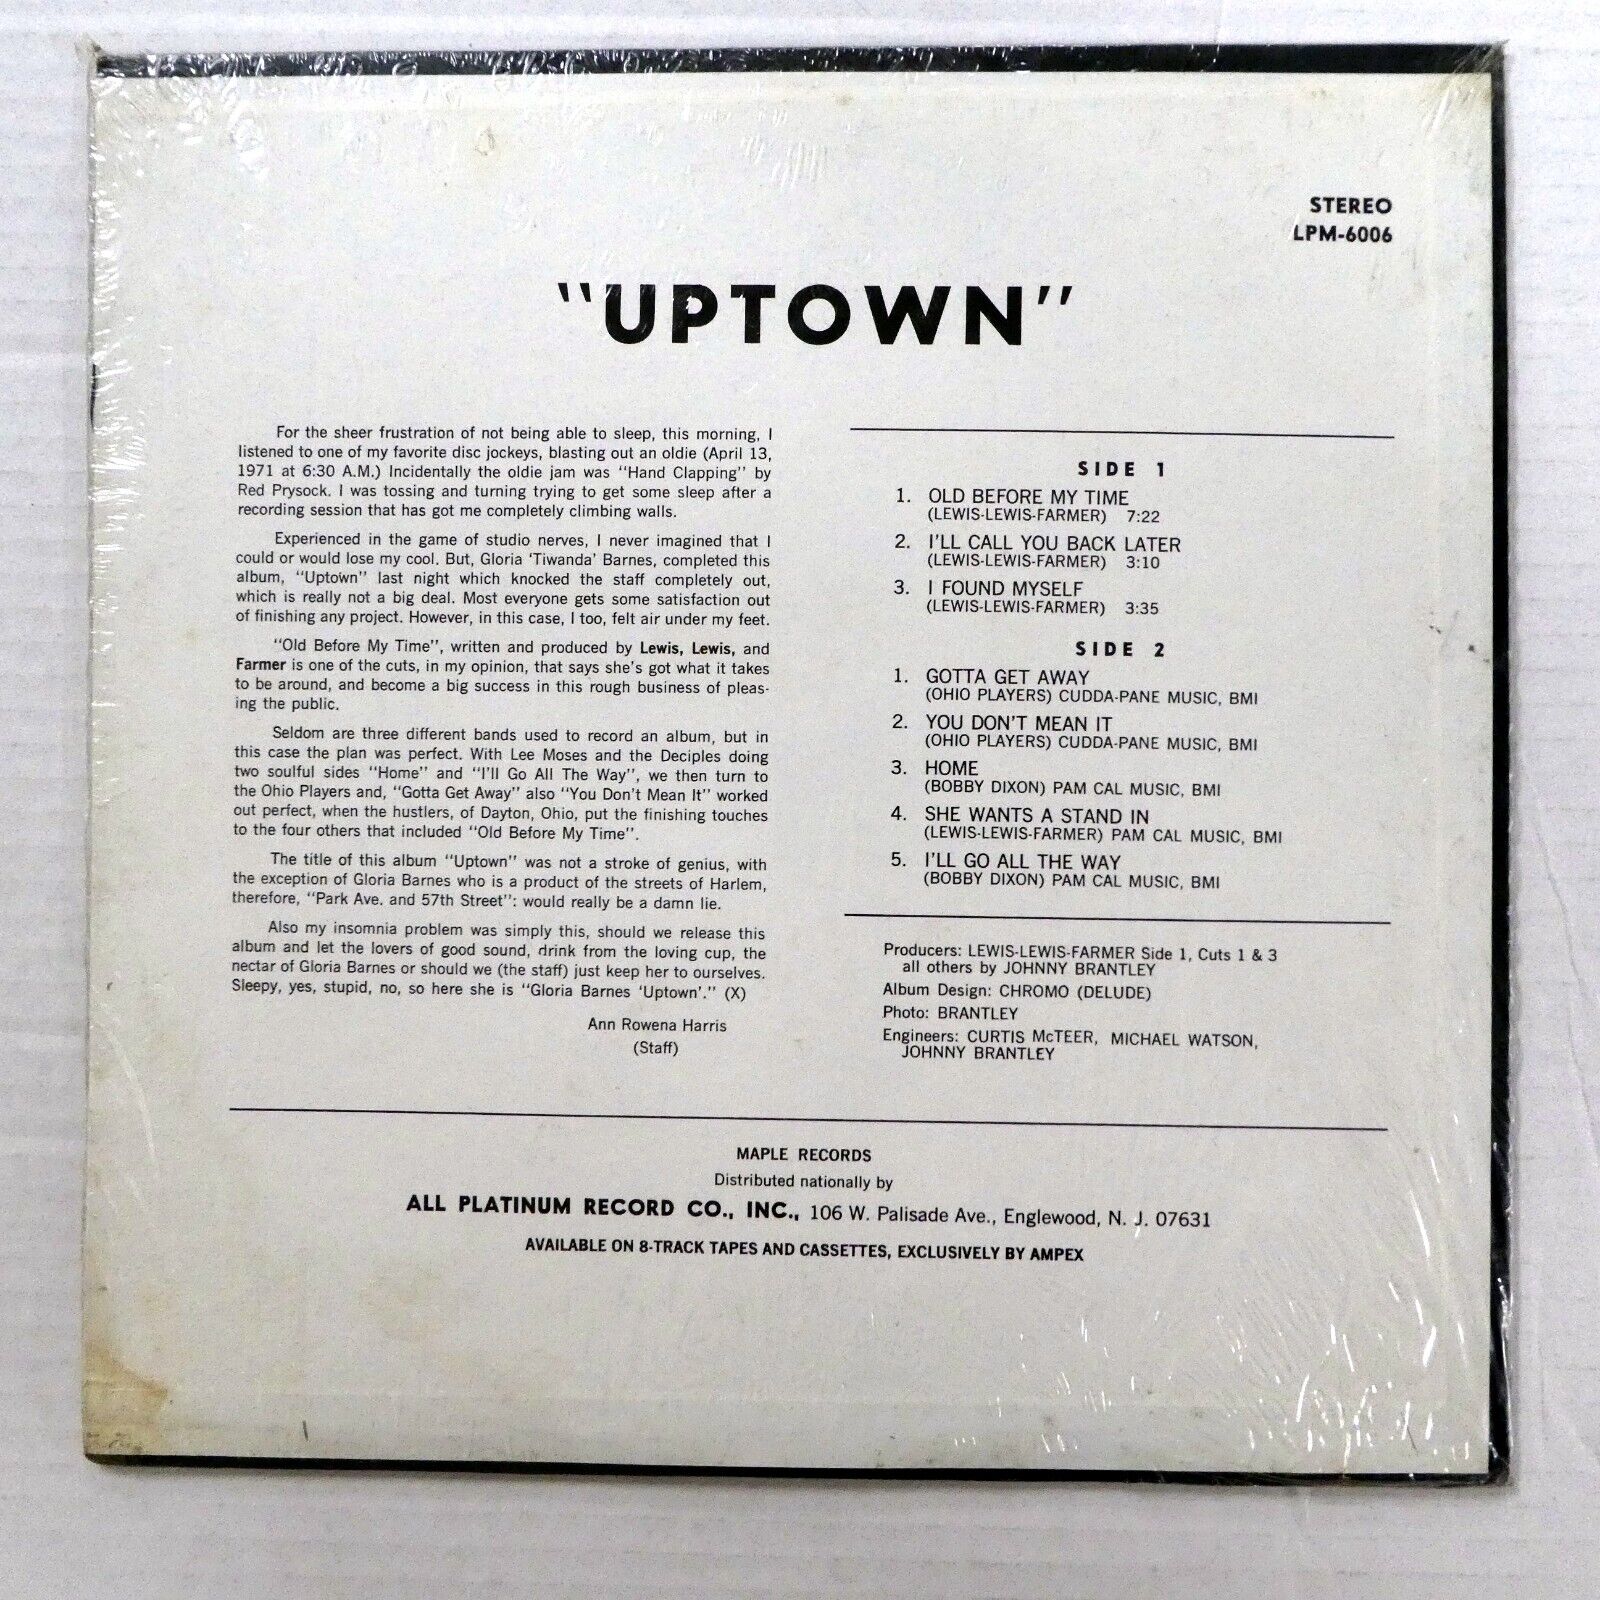 STEREO
LPM-6006
"UPTOWN"
For the sheer frustration of not being able to sleep, this morning, I
listened to one of my favorite disc jockeys, blasting out an oldie (April 13,
1971 at 6:30 A.M.) Incidentally the oldie jam was "Hand Clapping" by
Red Prysock. I was tossing and turning trying to get some sleep after a
recording session that has got me completely climbing walls.
Experienced in the game of studio nerves, I never imagined that I
could or would lose my cool. But, Gloria 'Tiwanda' Barnes, completed this
album, "Uptown" last night which knocked the staff completely out,
which is really not a big deal. Most everyone gets some satisfaction out
of finishing any project. However, in this case, I too, felt air under my feet.
"Old Before My Time", written and produced by Lewis, Lewis, and
Farmer is one of the cuts, in my opinion, that says she's got what it takes
to be around, and become a big success in this rough business of pleas-
ing the public.
Seldom are three different bands used to record an album, but in
this case the plan was perfect. With Lee Moses and the Deciples doing
two soulful sides "Home" and "I'll Go All The Way", we then turn to
the Ohio Players and, "Gotta Get Away" also "You Don't Mean It" worked
out perfect, when the hustlers, of Dayton, Ohio, put the finishing touches
to the four others that included "Old Before My Time".
The title of this album "Uptown" was not a stroke of genius, with
the exception of Gloria Barnes who is a product of the streets of Harlem,
therefore, "Park Ave. and 57th Street": would really be a damn lie.
Also my insomnia problem was simply this, should we release this
album and let the lovers of good sound, drink from the loving cup, the
nectar of Gloria Barnes or should we (the staff) just keep her to ourselves.
Sleepy, yes, stupid, no, so here she is "Gloria Barnes 'Uptown'." (X)
Ann Rowena Harris
(Staff)
SIDE 1
1. OLD BEFORE MY TIME
(LEWIS-LEWIS-FARMER) 7:22
2. I'LL CALL YOU BACK LATER
(LEWIS-LEWIS-FARMER) 3:10
3. I FOUND MYSELF
(LEWIS-LEWIS-FARMER) 3:35
SIDE 2
1. GOTTA GET AWAY
(OHIO PLAYERS) CUDDA-PANE MUSIC, BMI
2. YOU DON'T MEAN IT
(OHIO PLAYERS) CUDDA-PANE MUSIC, BMI
3. HOME
(BOBBY DIXON) PAM CAL MUSIC, BMI
4. SHE WANTS A STAND IN
(LEWIS-LEWIS-FARMER) PAM CAL MUSIC, BMI
5. I'LL GO ALL THE WAY
(BOBBY DIXON) PAM CAL MUSIC, BMI
Producers: LEWIS-LEWIS-FARMER Side 1, Cuts 1 & 3
all others by JOHNNY BRANTLEY
Album Design: CHROMO (DELUDE)
Photo: BRANTLEY
Engineers: CURTIS McTEER, MICHAEL WATSON,
JOHNNY BRANTLEY
MAPLE RECORDS
Distributed nationally by
ALL PLATINUM RECORD CO., INC., 106 W. Palisade Ave., Englewood, N. J. 07631
AVAILABLE ON 8-TRACK TAPES AND CASSETTES, EXCLUSIVELY BY AMPEX